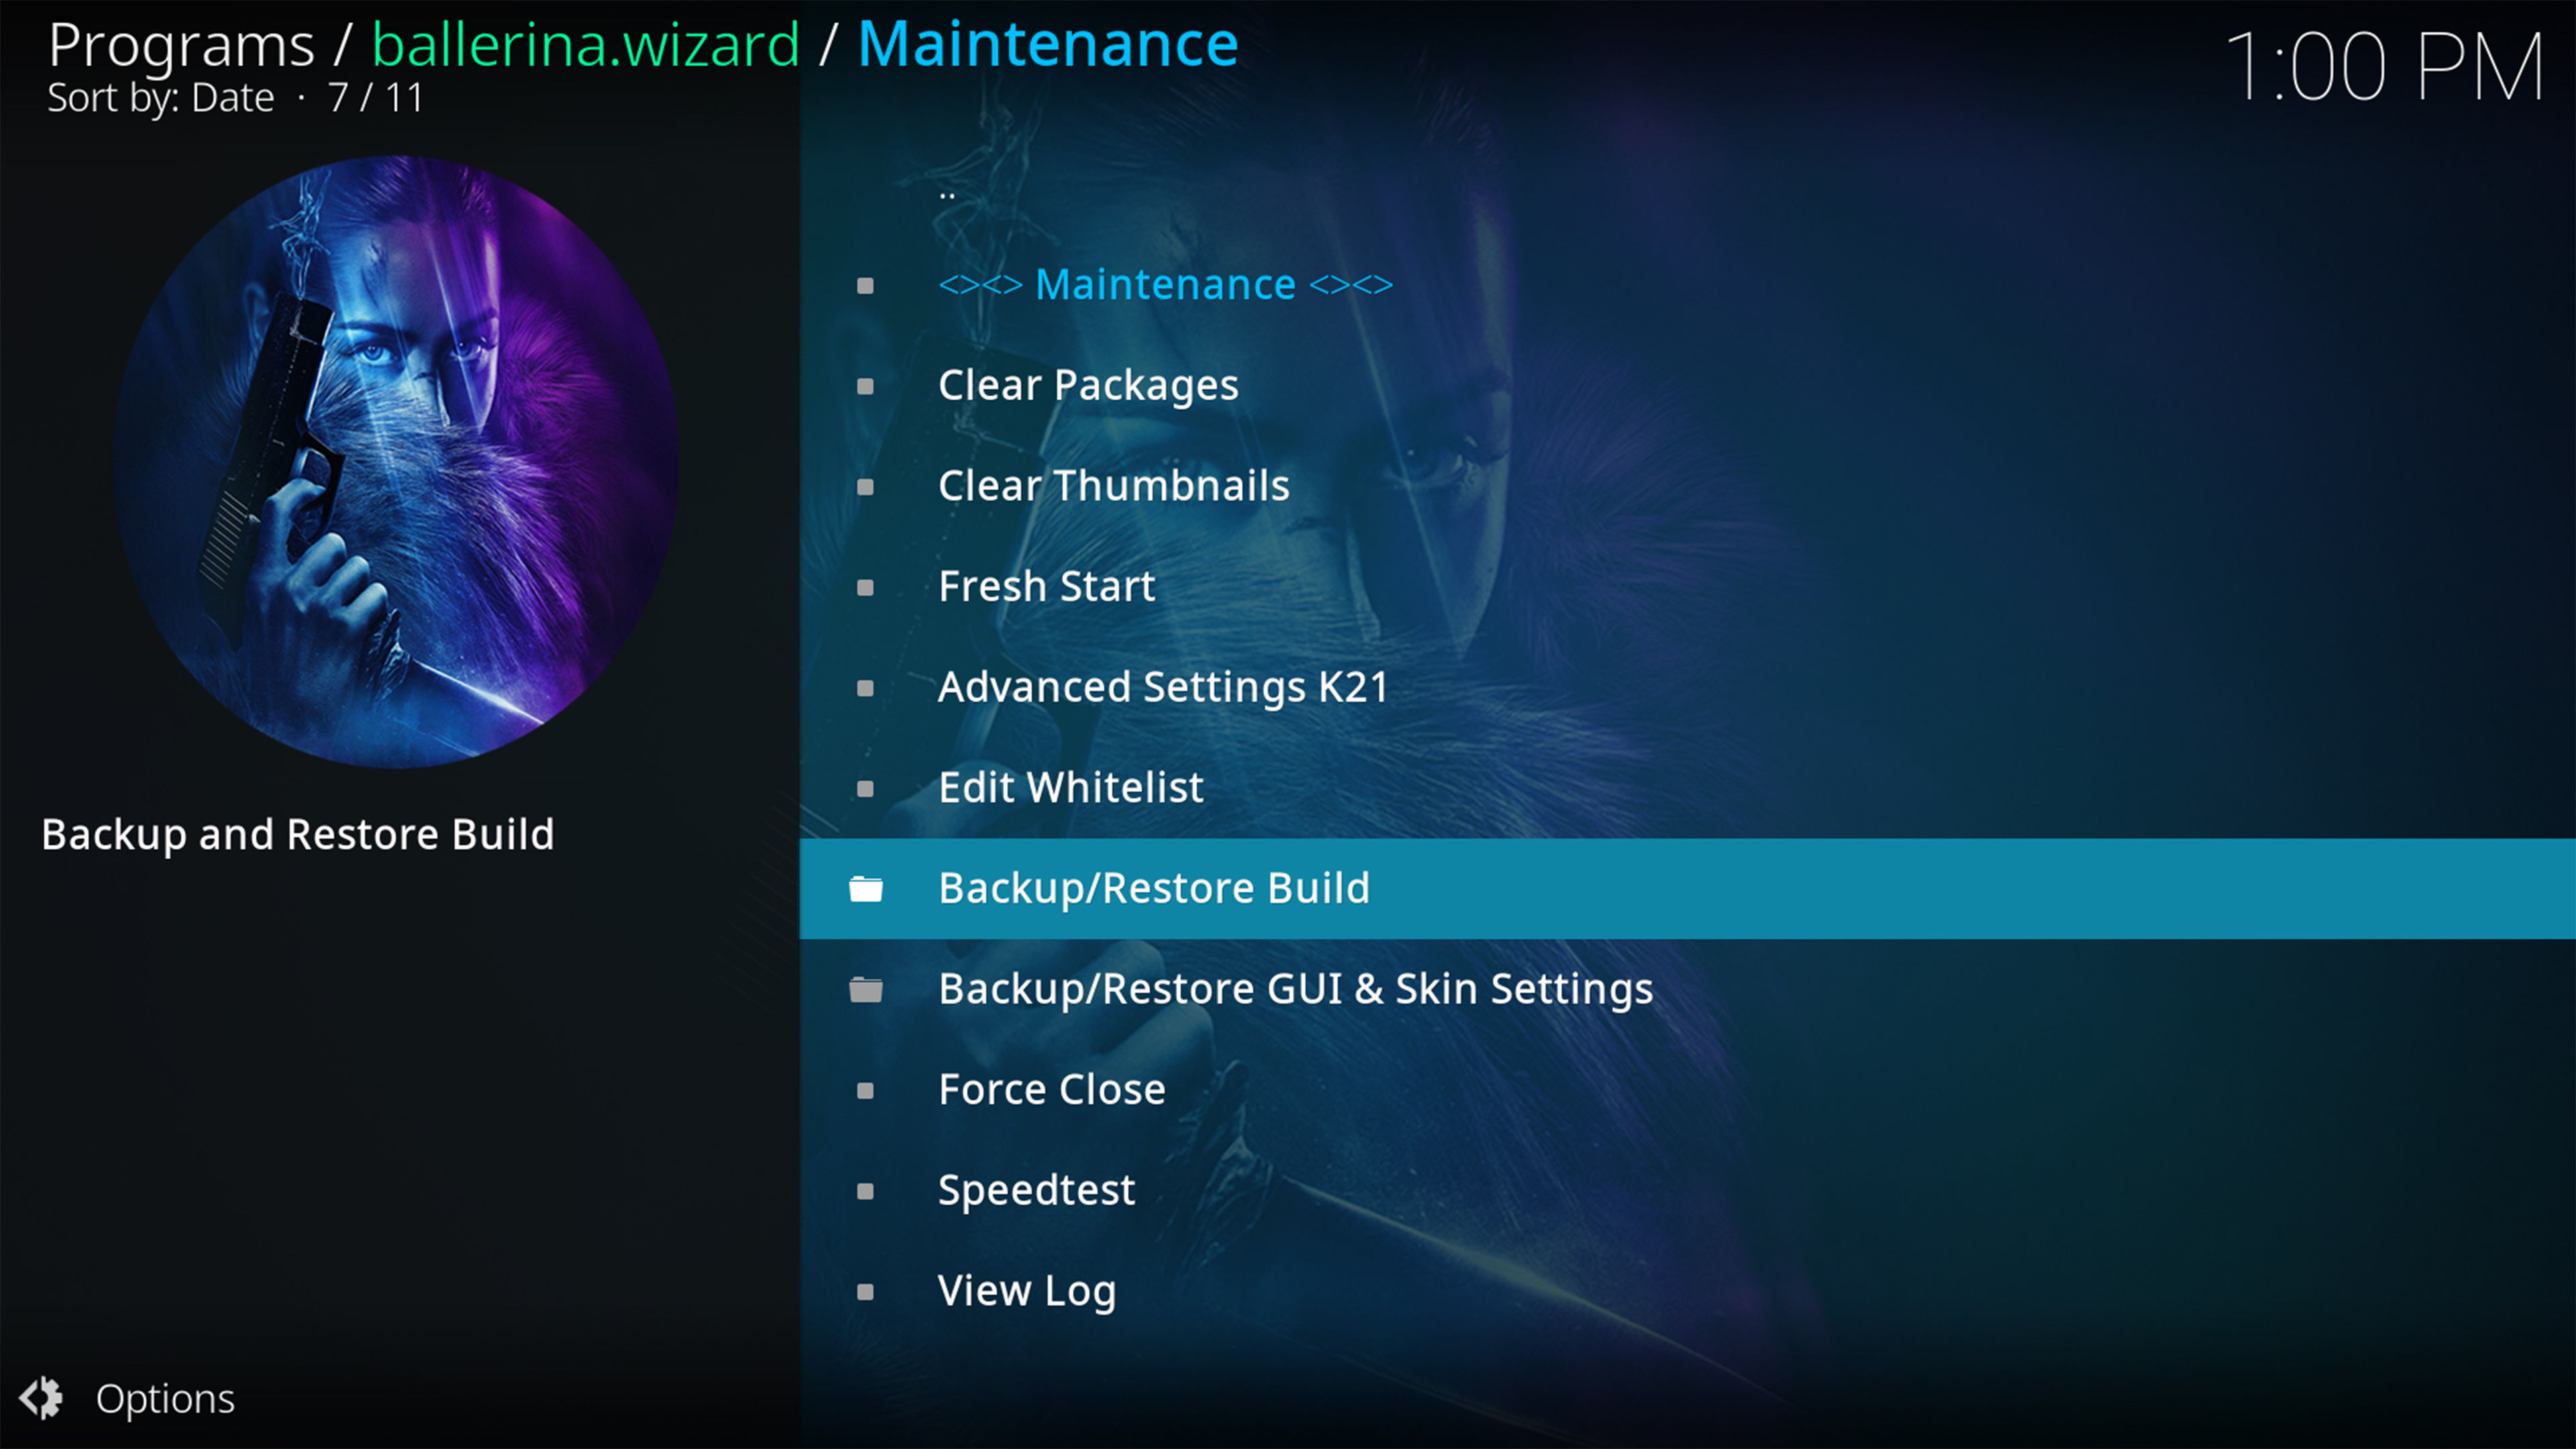 Programs / ballerina.wizard / Maintenance
Sort by: Date · 7 / 11
1:00 PM
..
<><> Maintenance <><>
Clear Packages
Clear Thumbnails
Fresh Start
Advanced Settings K21
Edit Whitelist
Backup and Restore Build
Backup/Restore Build
Backup/Restore GUI & Skin Settings
Force Close
Speedtest
View Log
Options